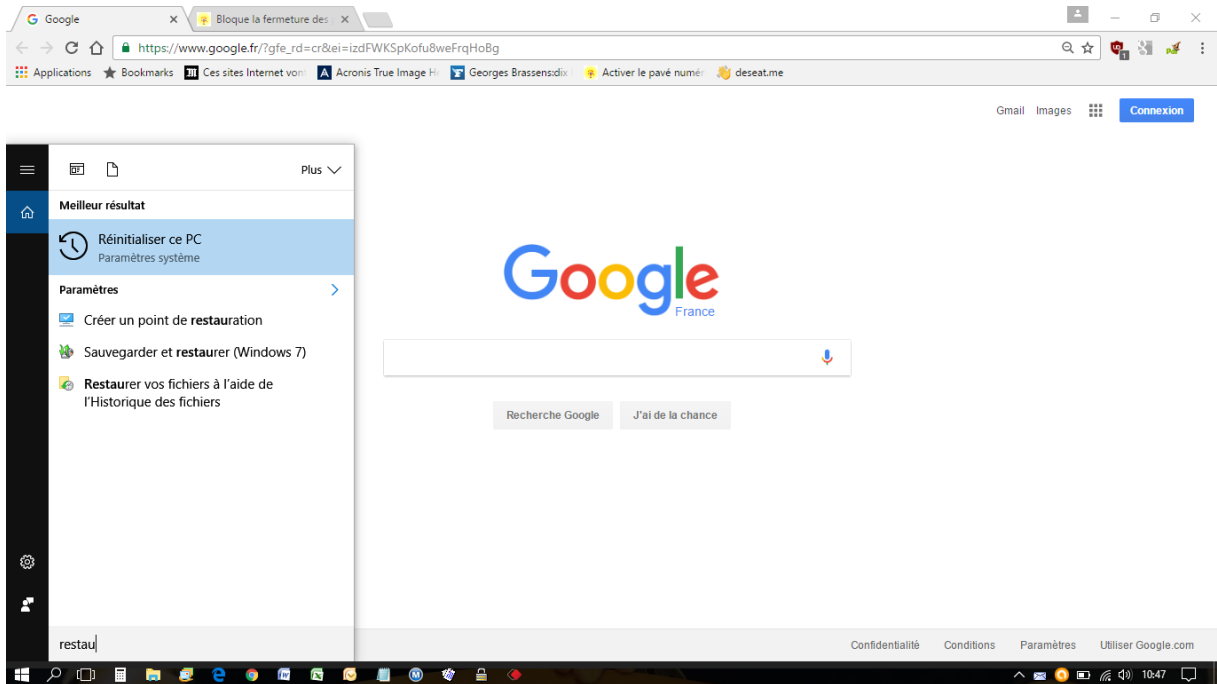 Google
Bloque la fermeture des
https://www.google.fr/?gfe_rd=cr&ei=izdFWKSpKofu8weFrqHoBg
Applications Bookmarks Ces sites Internet vont Acronis True Image H Georges Brassens:dix Activer le pavé numér deseat.me
Gmail Images Connexion
Plus
Meilleur résultat
Réinitialiser ce PC
Paramètres système
Paramètres
Créer un point de restauration
Sauvegarder et restaurer (Windows 7)
Restaurer vos fichiers à l'aide de
l'Historique des fichiers
restau
Google
France
Recherche Google J'ai de la chance
Confidentialité Conditions Paramètres Utiliser Google.com
10:47